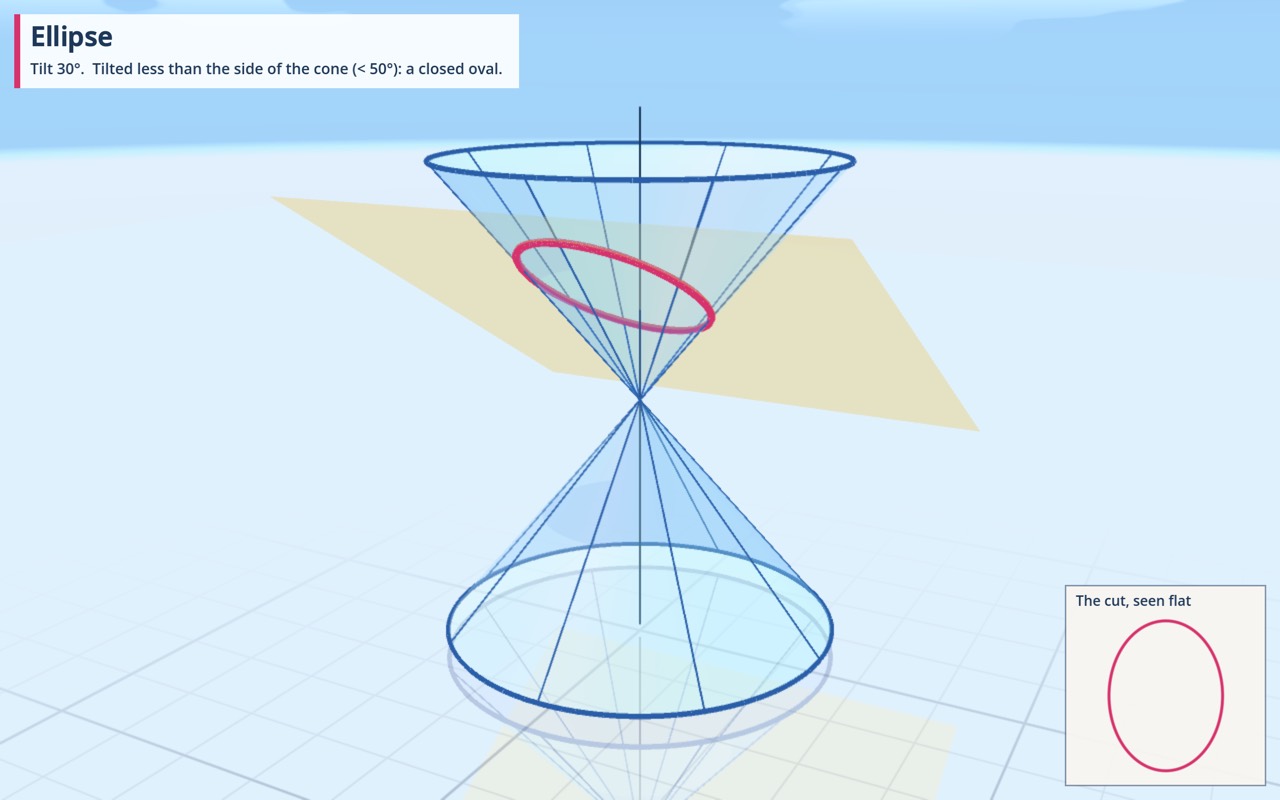 Ellipse
Tilt 30°.  Tilted less than the side of the cone (< 50°): a closed oval.
The cut, seen flat